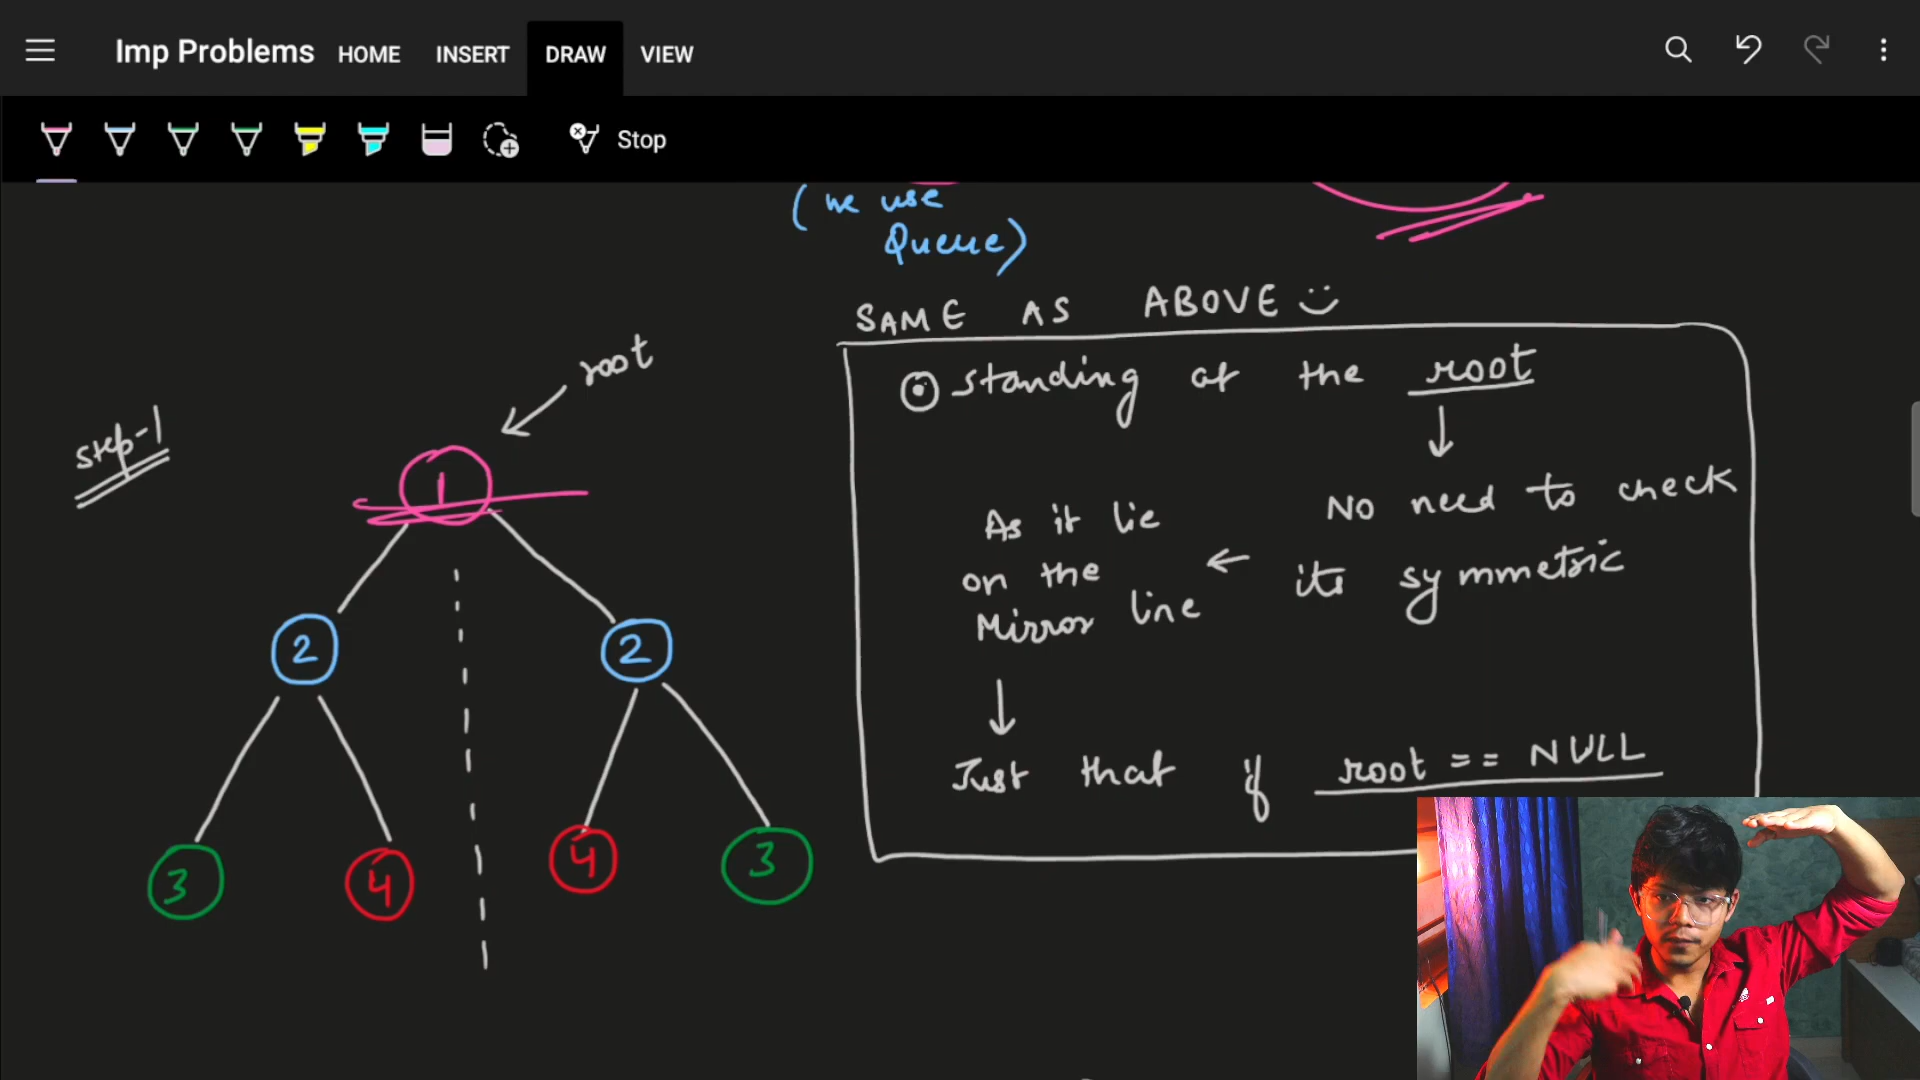 Imp Problems HOME INSERT DRAW VIEW
Stop
(we use
Queue)
SAME AS ABOVE
standing at the root
root
step-1
1
No need to check
its symmetric
As it lie
on the
Mirror line
2 2
Just that if root == NULL
3 4 4 3